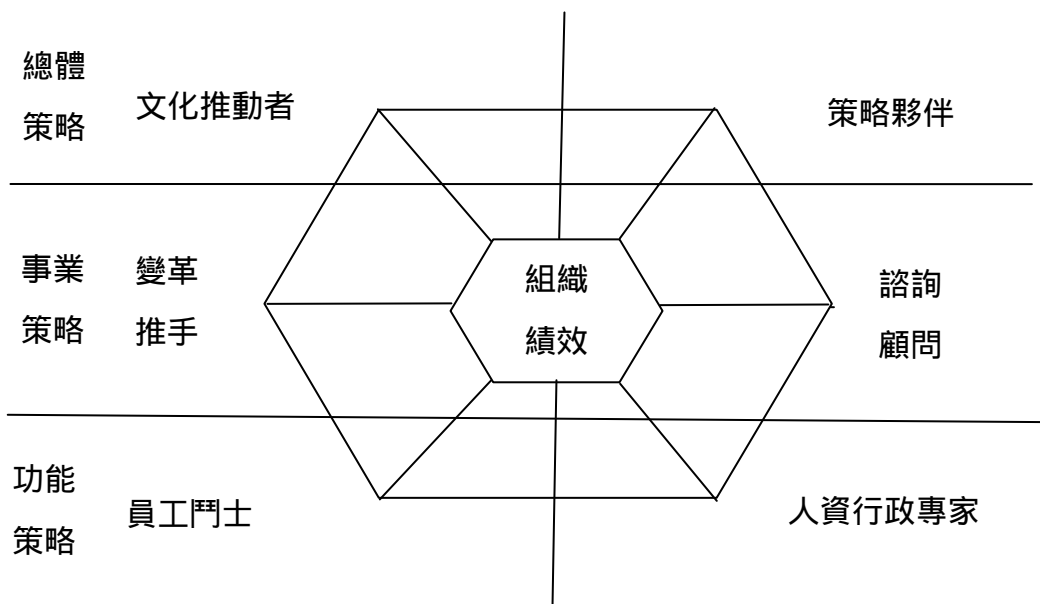 總體
策略
文化推動者
策略夥伴
事業
策略
變革
推手
組織
績效
諮詢
顧問
功能
策略
員工鬥士
人資行政專家